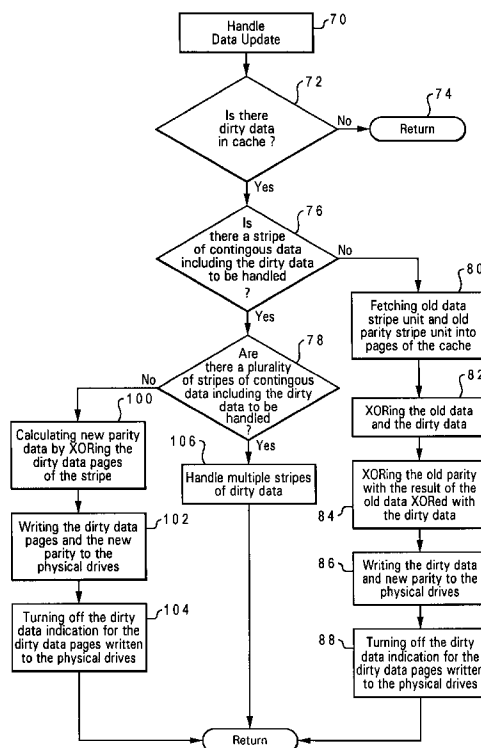 Handle
Data Update
70
72
Is there
dirty data
in cache ?
No
74
Return
Yes
76
Is
there a stripe
of contingous data
including the dirty data
to be handled
?
No
Yes
80
Fetching old data
stripe unit and old
parity stripe unit into
pages of the cache
78
Are
there a plurality
of stripes of contingous
data including the dirty
data to be handled
?
No
Yes
82
XORing the old data
and the dirty data
100
Calculating new parity
data by XORing the
dirty data pages
of the stripe
106
Handle multiple stripes
of dirty data
XORing the old parity
with the result of the
old data XORed with
the dirty data
84
102
Writing the dirty data
pages and the new
parity to the
physical drives
86
Writing the dirty data
and new parity to the
physical drives
104
Turning off the dirty
data indication for the
dirty data pages written
to the physical drives
88
Turning off the dirty
data indication for the
dirty data pages written
to the physical drives
Return